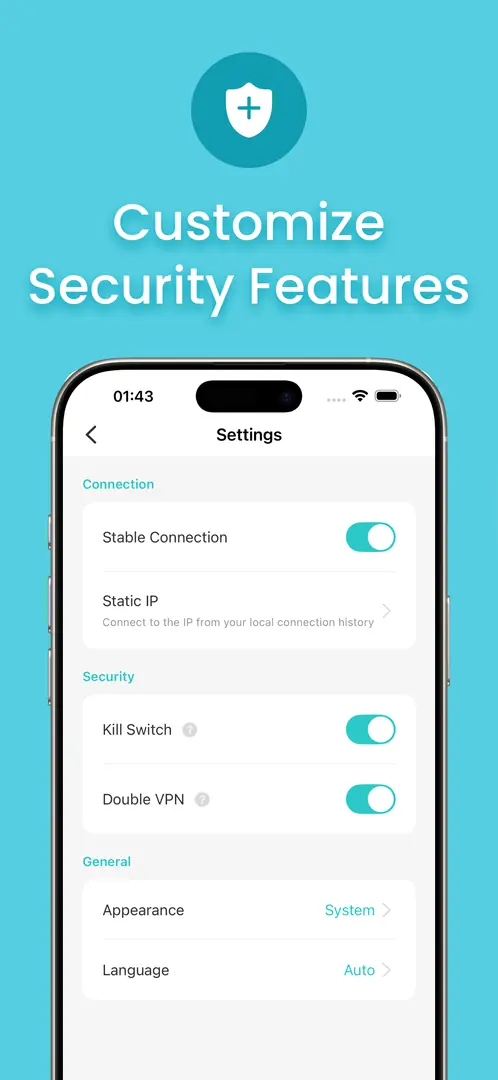 Customize
Security Features
01:43
Settings
Connection
Stable Connection
Static IP
Connect to the IP from your local connection history
Security
Kill Switch ?
Double VPN ?
General
Appearance System
Language Auto